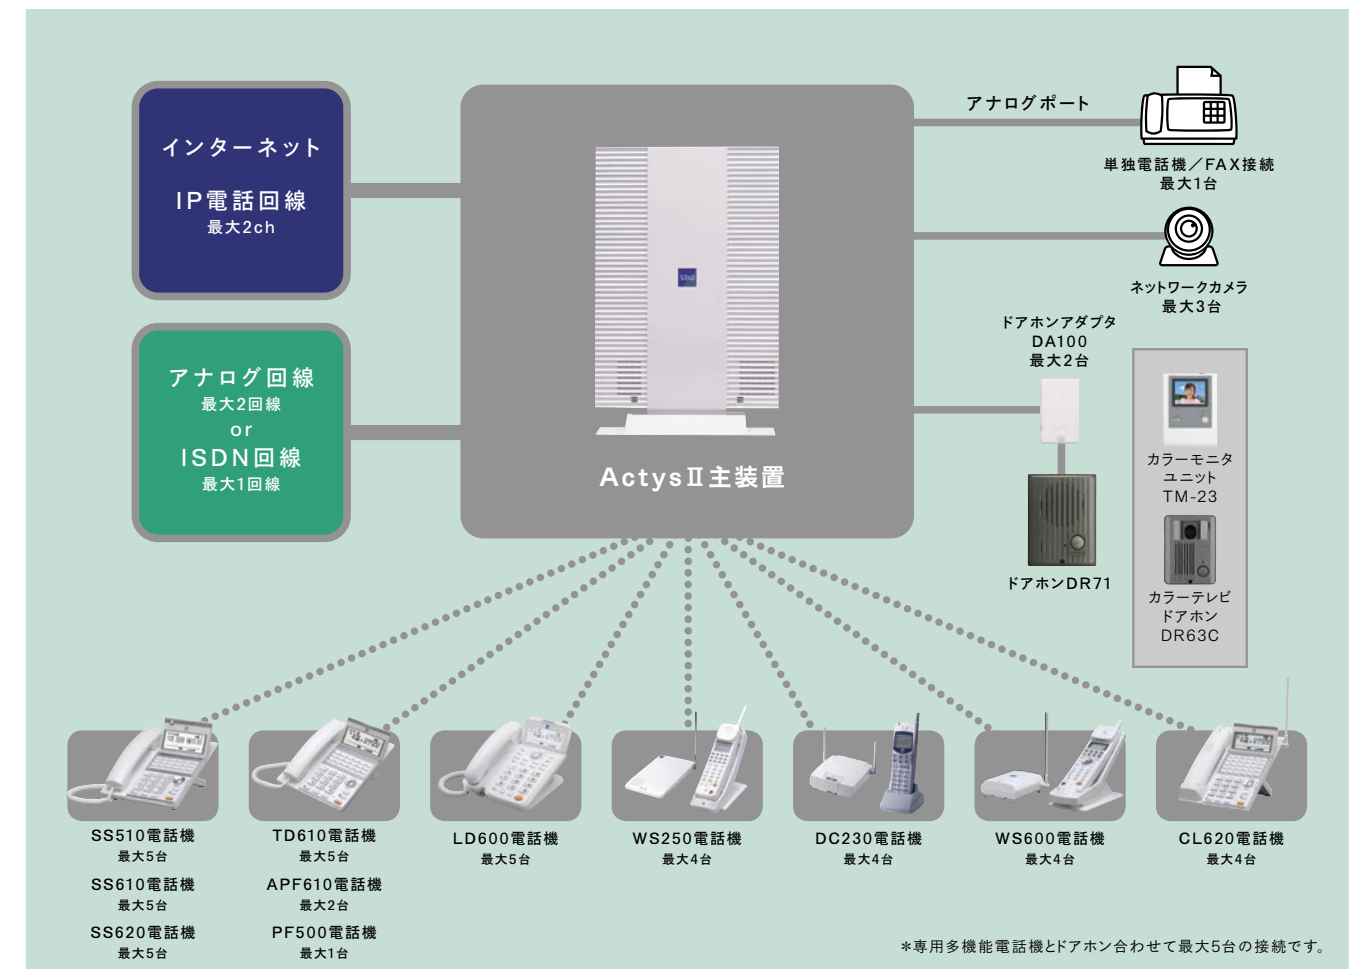 インターネット
IP電話回線
最大2ch
アナログ回線
最大2回線
or
ISDN回線
最大1回線
ActysⅡ主装置
アナログポート
単独電話機／FAX接続
最大1台
ネットワークカメラ
最大3台
ドアホンアダプタ
DA100
最大2台
ドアホンDR71
カラーモニタ
ユニット
TM-23
カラーテレビ
ドアホン
DR63C
SS510電話機
最大5台
SS610電話機
最大5台
SS620電話機
最大5台
TD610電話機
最大5台
APF610電話機
最大2台
PF500電話機
最大1台
LD600電話機
最大5台
WS250電話機
最大4台
DC230電話機
最大4台
WS600電話機
最大4台
CL620電話機
最大4台
＊専用多機能電話機とドアホン合わせて最大5台の接続です。